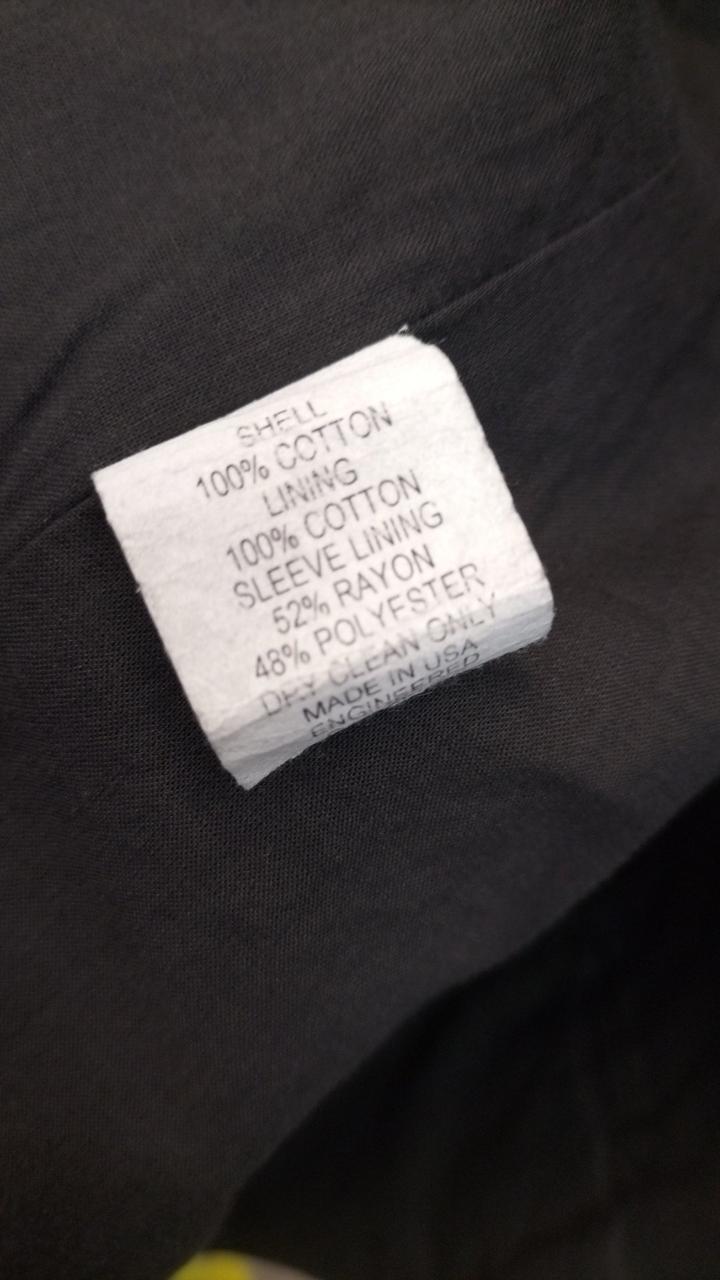 SHELL
100% COTTON
LINING
100% COTTON
SLEEVE LINING
52% RAYON
48% POLYESTER
DRY CLEAN ONLY
MADE IN USA
ENGINEERED